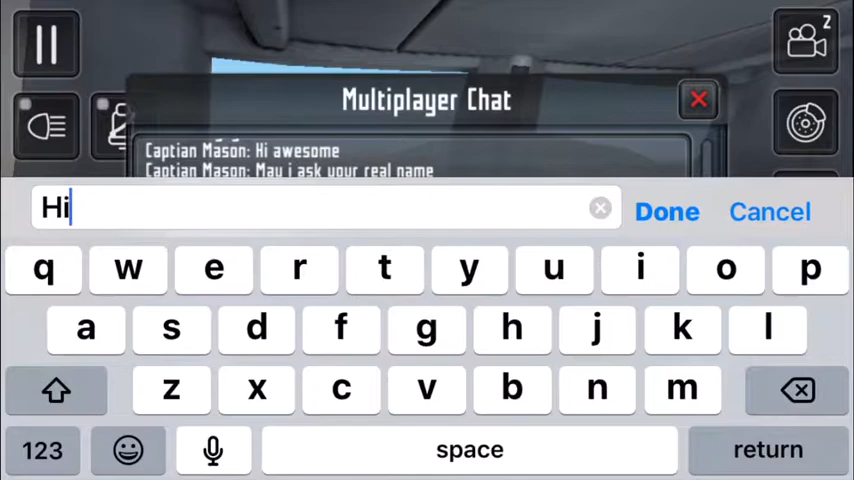 Z
Multiplayer Chat
Captian Mason: Hi awesome
Captian Mason: May i ask your real name
Hi
Done
Cancel
q w e r t y u i o p
a s d f g h j k l
z x c v b n m
123
space
return